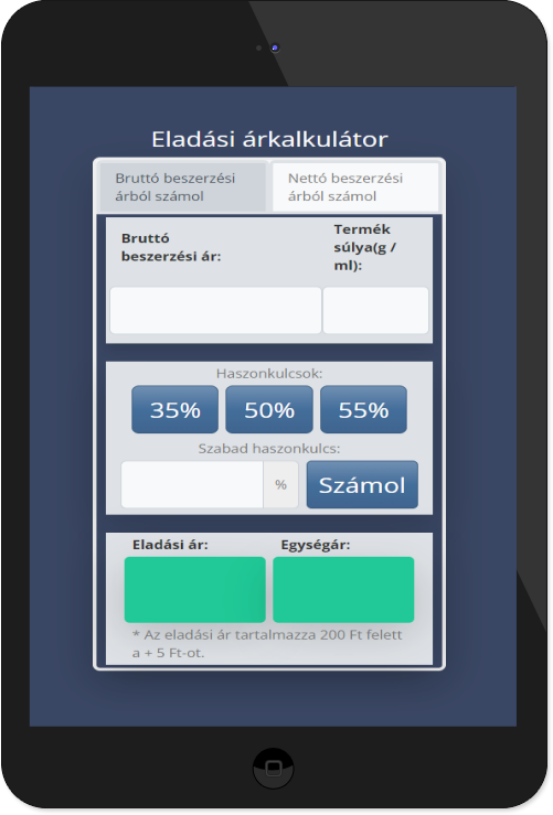 Eladási árkalkulátor
Bruttó beszerzési
árból számol
Nettó beszerzési
árból számol
Bruttó
beszerzési ár:
Termék
súlya(g /
ml):
Haszonkulcsok:
35% 50% 55%
Szabad haszonkulcs:
% Számol
Eladási ár: Egységár:
* Az eladási ár tartalmazza 200 Ft felett
a + 5 Ft-ot.